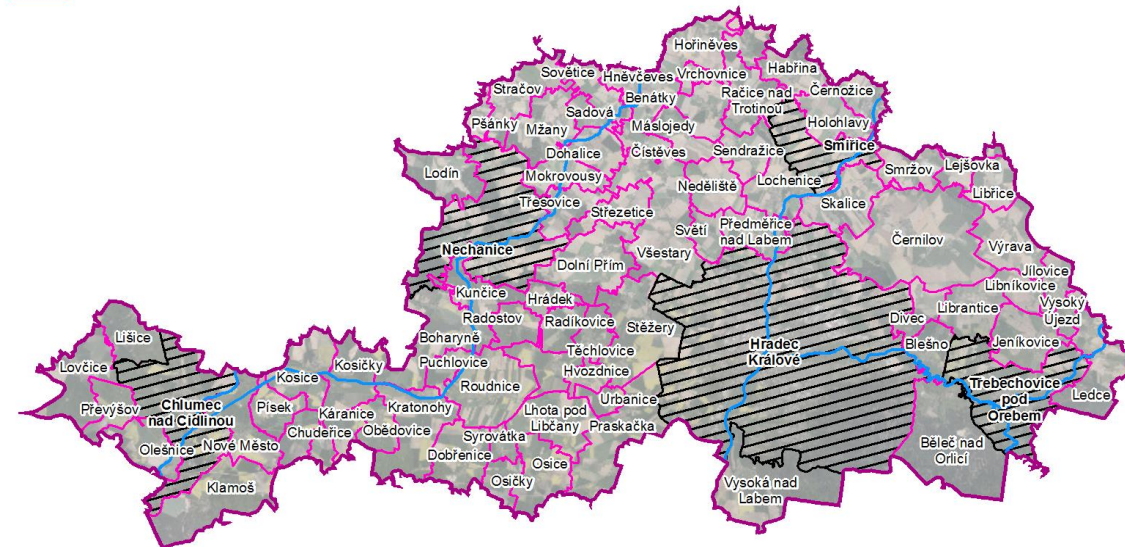 Hořiněves
Sovětice
Hněvčeves
Vrchovnice
Habřina
Stračov
Benátky
Račice nad
Trotinou
Černožice
Sadová
Pšánky
Mžany
Máslojedy
Holohlavy
Dohalice
Čístěves
Sendražice
Smiřice
Lodín
Mokrovousy
Neděliště
Lochenice
Smržov
Lejšovka
Libřice
Třesovice
Střezetice
Skalice
Světí
Předměřice
nad Labem
Nechanice
Dolní Přím
Všestary
Černilov
Výrava
Jílovice
Kunčice
Hrádek
Libníkovice
Radostov
Radíkovice
Stěžery
Divec
Librantice
Vysoký
Újezd
Lišice
Boharyně
Hradec
Králové
Blešno
Jeníkovice
Lovčice
Kosičky
Puchlovice
Těchlovice
Kosice
Roudnice
Hvozdnice
Třebechovice
pod
Orebem
Ledce
Převýšov
Chlumec
nad Cidlinou
Písek
Káranice
Kratonohy
Urbanice
Lhota pod
Libčany
Praskačka
Olešnice
Nové Město
Chudeřice
Obědovice
Syrovátka
Dobřenice
Běleč nad
Orlicí
Klamoš
Osice
Osičky
Vysoká nad
Labem